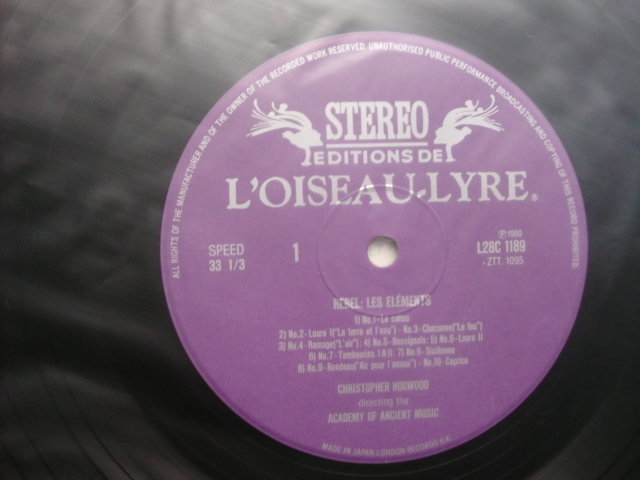 ALL RIGHTS OF THE MANUFACTURER AND OF THE OWNER OF THE RECORDED WORK RESERVED. UNAUTHORISED PUBLIC PERFORMANCE BROADCASTING AND COPYING OF THIS RECORD PROHIBITED.
STEREO
EDITIONS DE
L'OISEAU-LYRE®
SPEED
33 1/3
1
℗1980
L28C 1189
• ZTT. 1095
REBEL: LES ELÉMENTS
1) No.1-Le cahos
2) No.2-Loure I("La terre et l'eau") - No.3-Chaconne("Le feu")
3) No.4-Ramage("L'air"): 4) No.5-Rossignols: 5) No.6-Loure II
6) No.7-Tambourins I & II: 7) No.8-Sicilienne
8) No.9-Rondeau("Air pour l'amour") - No.10-Caprice
CHRISTOPHER HOGWOOD
directing the
ACADEMY OF ANCIENT MUSIC
MADE IN JAPAN LONDON RECORDS K.K.